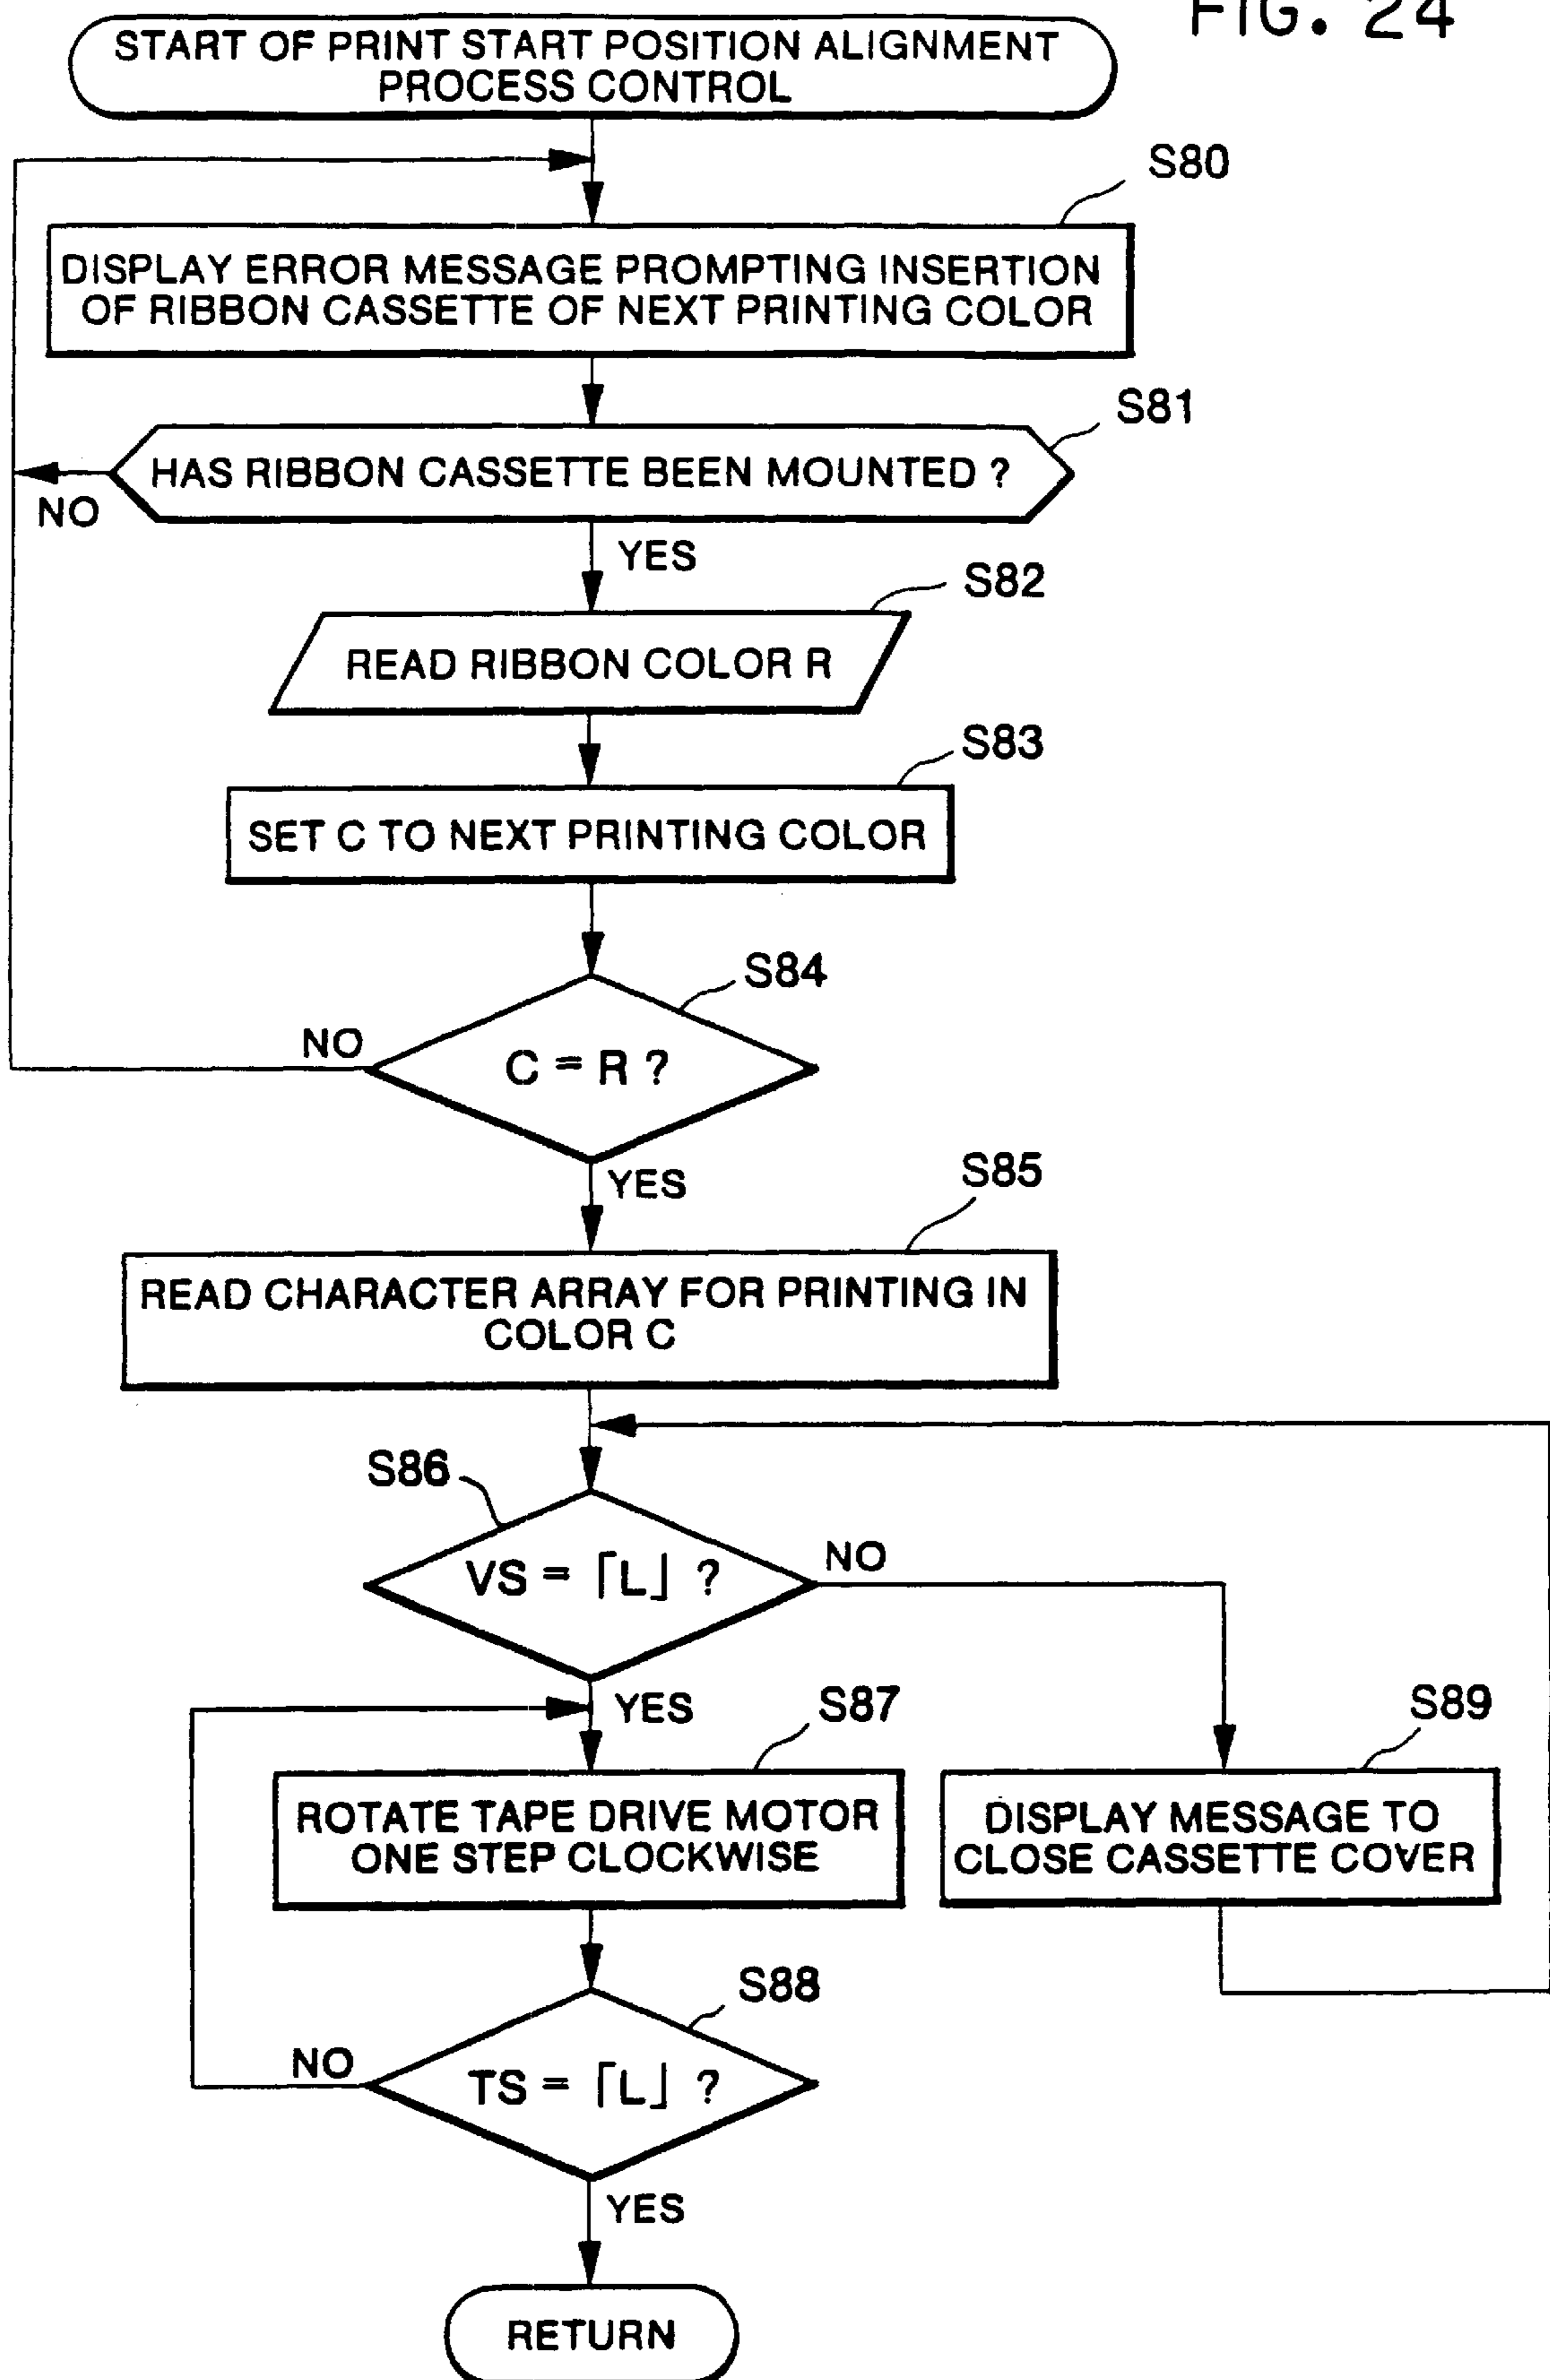 FIG. 24
START OF PRINT START POSITION ALIGNMENT
PROCESS CONTROL
S80
DISPLAY ERROR MESSAGE PROMPTING INSERTION
OF RIBBON CASSETTE OF NEXT PRINTING COLOR
S81
HAS RIBBON CASSETTE BEEN MOUNTED ?
NO
YES
S82
READ RIBBON COLOR R
S83
SET C TO NEXT PRINTING COLOR
S84
C = R ?
NO
YES
S85
READ CHARACTER ARRAY FOR PRINTING IN
COLOR C
S86
VS = ⌈L⌋ ?
NO
YES
S87
ROTATE TAPE DRIVE MOTOR
ONE STEP CLOCKWISE
S89
DISPLAY MESSAGE TO
CLOSE CASSETTE COVER
S88
TS = ⌈L⌋ ?
NO
YES
RETURN